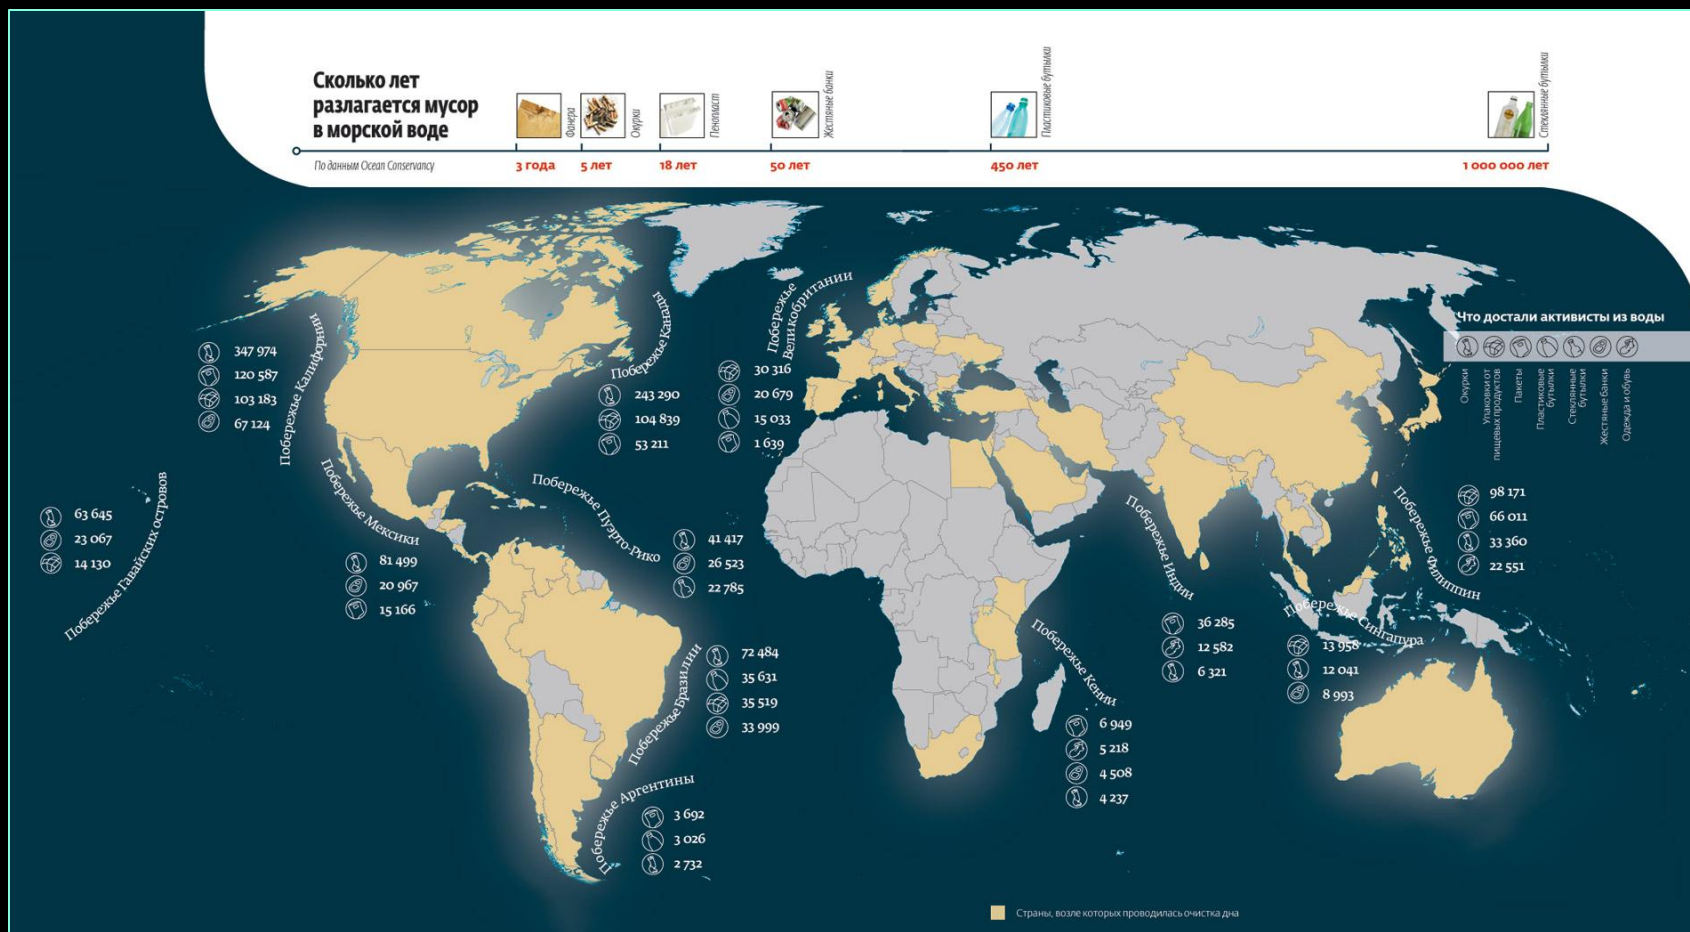 Сколько лет
разлагается мусор
в морской воде
По данным Ocean Conservancy
Фанера
Окурки
Пенопласт
Жестяные банки
Пластиковые бутылки
Стеклянные бутылки
3 года
5 лет
18 лет
50 лет
450 лет
1 000 000 лет
Что достали активисты из воды
Окурки
Упаковки от
пищевых продуктов
Пакеты
Пластиковые
бутылки
Стеклянные
бутылки
Жестяные банки
Одежда и обувь
Побережье Калифорнии
347 974
120 587
103 183
67 124
Побережье Канады
243 290
104 839
53 211
Побережье
Великобритании
30 316
20 679
15 033
1 639
Побережье Гавайских островов
63 645
23 067
14 130
Побережье Мексики
81 499
20 967
15 166
Побережье Пуэрто-Рико
41 417
26 523
22 785
Побережье Бразилии
72 484
35 631
35 519
33 999
Побережье Аргентины
3 692
3 026
2 732
Побережье Кении
6 949
5 218
4 508
4 237
Побережье Индии
36 285
12 582
6 321
Побережье Сингапура
13 958
12 041
8 993
Побережье Филиппин
98 171
66 011
33 360
22 551
Страны, возле которых проводилась очистка дна